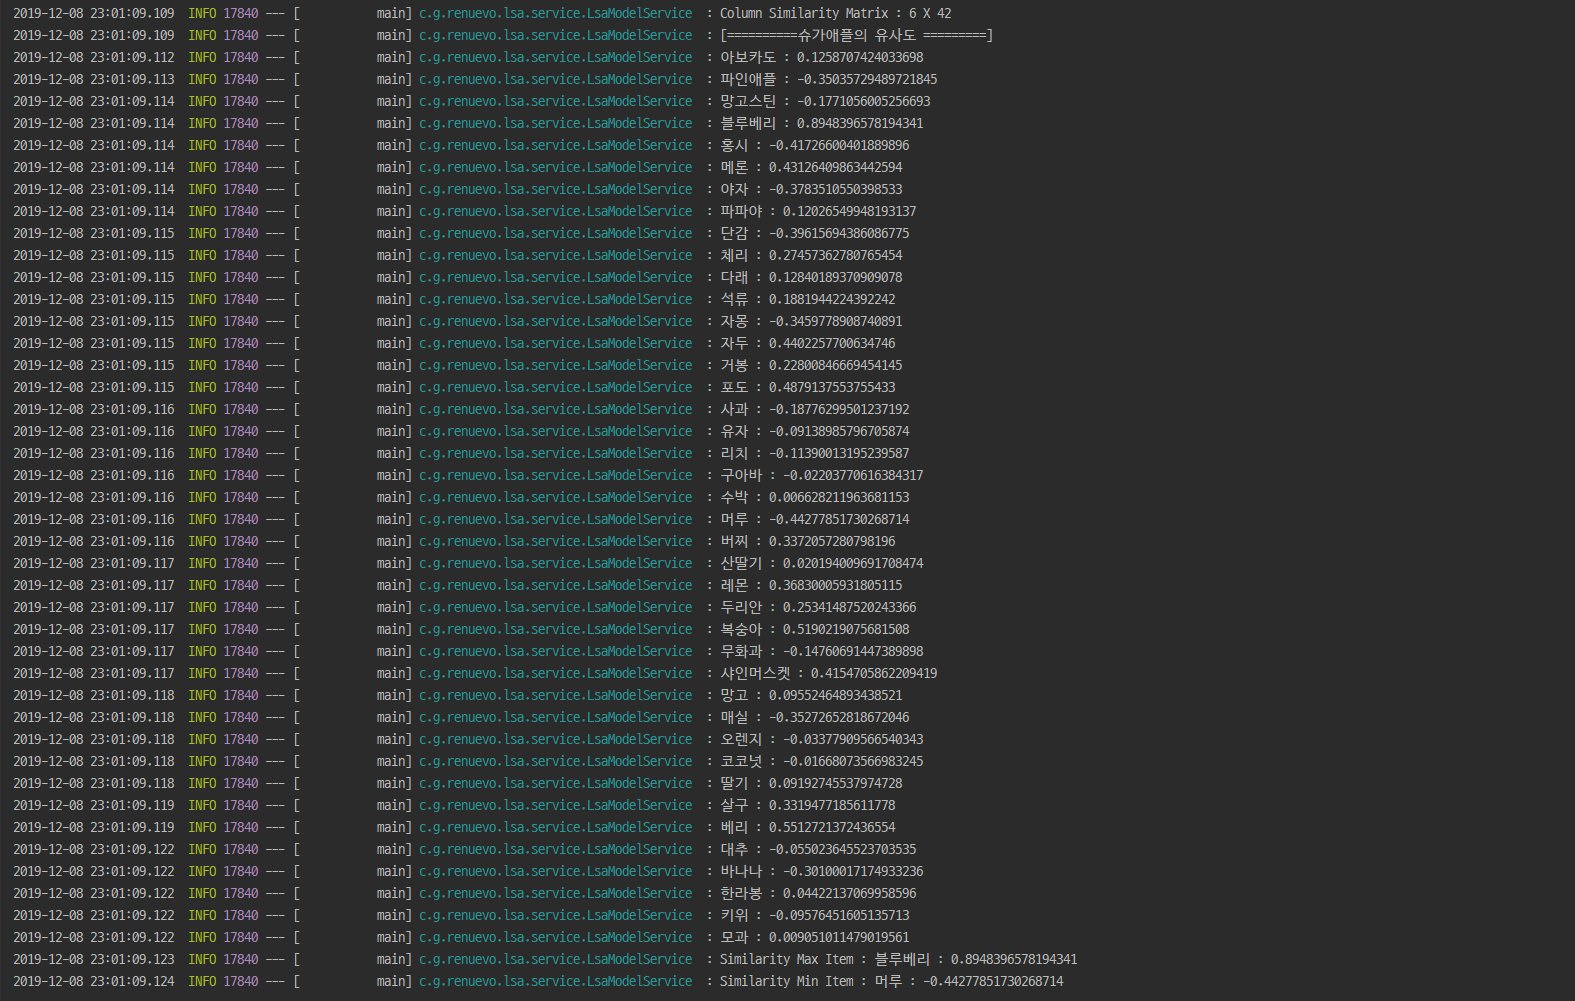 2019-12-08 23:01:09.109  INFO 17840 --- [           main] c.g.renuevo.lsa.service.LsaModelService  : Column Similarity Matrix : 6 X 42
2019-12-08 23:01:09.109  INFO 17840 --- [           main] c.g.renuevo.lsa.service.LsaModelService  : [==========슈가애플의 유사도 =========]
2019-12-08 23:01:09.112  INFO 17840 --- [           main] c.g.renuevo.lsa.service.LsaModelService  : 아보카도 : 0.1258707424033698
2019-12-08 23:01:09.113  INFO 17840 --- [           main] c.g.renuevo.lsa.service.LsaModelService  : 파인애플 : -0.35035729489721845
2019-12-08 23:01:09.114  INFO 17840 --- [           main] c.g.renuevo.lsa.service.LsaModelService  : 망고스틴 : -0.1771056005256693
2019-12-08 23:01:09.114  INFO 17840 --- [           main] c.g.renuevo.lsa.service.LsaModelService  : 블루베리 : 0.8948396578194341
2019-12-08 23:01:09.114  INFO 17840 --- [           main] c.g.renuevo.lsa.service.LsaModelService  : 홍시 : -0.41726600401889896
2019-12-08 23:01:09.114  INFO 17840 --- [           main] c.g.renuevo.lsa.service.LsaModelService  : 메론 : 0.43126409863442594
2019-12-08 23:01:09.114  INFO 17840 --- [           main] c.g.renuevo.lsa.service.LsaModelService  : 야자 : -0.3783510550398533
2019-12-08 23:01:09.114  INFO 17840 --- [           main] c.g.renuevo.lsa.service.LsaModelService  : 파파야 : 0.12026549948193137
2019-12-08 23:01:09.115  INFO 17840 --- [           main] c.g.renuevo.lsa.service.LsaModelService  : 단감 : -0.39615694386086775
2019-12-08 23:01:09.115  INFO 17840 --- [           main] c.g.renuevo.lsa.service.LsaModelService  : 체리 : 0.27457362780765454
2019-12-08 23:01:09.115  INFO 17840 --- [           main] c.g.renuevo.lsa.service.LsaModelService  : 다래 : 0.12840189370909078
2019-12-08 23:01:09.115  INFO 17840 --- [           main] c.g.renuevo.lsa.service.LsaModelService  : 석류 : 0.1881944224392242
2019-12-08 23:01:09.115  INFO 17840 --- [           main] c.g.renuevo.lsa.service.LsaModelService  : 자몽 : -0.3459778908740891
2019-12-08 23:01:09.115  INFO 17840 --- [           main] c.g.renuevo.lsa.service.LsaModelService  : 자두 : 0.4402257700634746
2019-12-08 23:01:09.115  INFO 17840 --- [           main] c.g.renuevo.lsa.service.LsaModelService  : 거봉 : 0.22800846669454145
2019-12-08 23:01:09.115  INFO 17840 --- [           main] c.g.renuevo.lsa.service.LsaModelService  : 포도 : 0.4879137553755433
2019-12-08 23:01:09.116  INFO 17840 --- [           main] c.g.renuevo.lsa.service.LsaModelService  : 사과 : -0.18776299501237192
2019-12-08 23:01:09.116  INFO 17840 --- [           main] c.g.renuevo.lsa.service.LsaModelService  : 유자 : -0.09138985796705874
2019-12-08 23:01:09.116  INFO 17840 --- [           main] c.g.renuevo.lsa.service.LsaModelService  : 리치 : -0.11390013195239587
2019-12-08 23:01:09.116  INFO 17840 --- [           main] c.g.renuevo.lsa.service.LsaModelService  : 구아바 : -0.02203770616384317
2019-12-08 23:01:09.116  INFO 17840 --- [           main] c.g.renuevo.lsa.service.LsaModelService  : 수박 : 0.006628211963681153
2019-12-08 23:01:09.116  INFO 17840 --- [           main] c.g.renuevo.lsa.service.LsaModelService  : 머루 : -0.44277851730268714
2019-12-08 23:01:09.116  INFO 17840 --- [           main] c.g.renuevo.lsa.service.LsaModelService  : 버찌 : 0.3372057280798196
2019-12-08 23:01:09.117  INFO 17840 --- [           main] c.g.renuevo.lsa.service.LsaModelService  : 산딸기 : 0.020194009691708474
2019-12-08 23:01:09.117  INFO 17840 --- [           main] c.g.renuevo.lsa.service.LsaModelService  : 레몬 : 0.36830005931805115
2019-12-08 23:01:09.117  INFO 17840 --- [           main] c.g.renuevo.lsa.service.LsaModelService  : 두리안 : 0.25341487520243366
2019-12-08 23:01:09.117  INFO 17840 --- [           main] c.g.renuevo.lsa.service.LsaModelService  : 복숭아 : 0.5190219075681508
2019-12-08 23:01:09.117  INFO 17840 --- [           main] c.g.renuevo.lsa.service.LsaModelService  : 무화과 : -0.14760691447389898
2019-12-08 23:01:09.117  INFO 17840 --- [           main] c.g.renuevo.lsa.service.LsaModelService  : 샤인머스켓 : 0.4154705862209419
2019-12-08 23:01:09.118  INFO 17840 --- [           main] c.g.renuevo.lsa.service.LsaModelService  : 먕고 : 0.09552464893438521
2019-12-08 23:01:09.118  INFO 17840 --- [           main] c.g.renuevo.lsa.service.LsaModelService  : 매실 : -0.35272652818672046
2019-12-08 23:01:09.118  INFO 17840 --- [           main] c.g.renuevo.lsa.service.LsaModelService  : 오렌지 : -0.03377909566540343
2019-12-08 23:01:09.118  INFO 17840 --- [           main] c.g.renuevo.lsa.service.LsaModelService  : 코코넛 : -0.01668073566983245
2019-12-08 23:01:09.118  INFO 17840 --- [           main] c.g.renuevo.lsa.service.LsaModelService  : 딸기 : 0.09192745537974728
2019-12-08 23:01:09.119  INFO 17840 --- [           main] c.g.renuevo.lsa.service.LsaModelService  : 살구 : 0.3319477185611778
2019-12-08 23:01:09.119  INFO 17840 --- [           main] c.g.renuevo.lsa.service.LsaModelService  : 베리 : 0.5512721372436554
2019-12-08 23:01:09.122  INFO 17840 --- [           main] c.g.renuevo.lsa.service.LsaModelService  : 대추 : -0.055023645523703535
2019-12-08 23:01:09.122  INFO 17840 --- [           main] c.g.renuevo.lsa.service.LsaModelService  : 바나나 : -0.30100017174933236
2019-12-08 23:01:09.122  INFO 17840 --- [           main] c.g.renuevo.lsa.service.LsaModelService  : 한라봉 : 0.04422137069958596
2019-12-08 23:01:09.122  INFO 17840 --- [           main] c.g.renuevo.lsa.service.LsaModelService  : 키위 : -0.09576451605135713
2019-12-08 23:01:09.122  INFO 17840 --- [           main] c.g.renuevo.lsa.service.LsaModelService  : 모과 : 0.009051011479019561
2019-12-08 23:01:09.123  INFO 17840 --- [           main] c.g.renuevo.lsa.service.LsaModelService  : Similarity Max Item : 블루베리 : 0.8948396578194341
2019-12-08 23:01:09.124  INFO 17840 --- [           main] c.g.renuevo.lsa.service.LsaModelService  : Similarity Min Item : 머루 : -0.44277851730268714